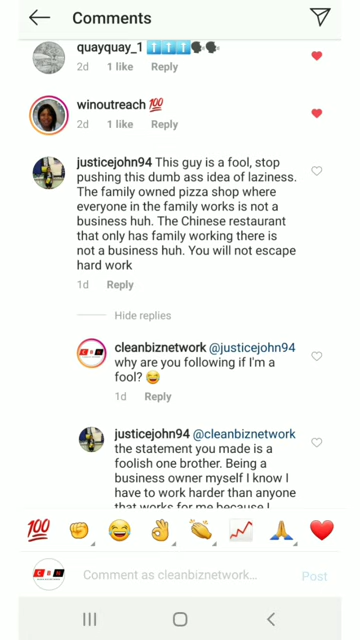 Comments
quayquay_1 ⬆️⬆️⬆️🗣🗣
2d 1 like Reply
winoutreach 💯
2d 1 like Reply
justicejohn94 This guy is a fool, stop
pushing this dumb ass idea of laziness.
The family owned pizza shop where
everyone in the family works is not a
business huh. The Chinese restaurant
that only has family working there is
not a business huh. You will not escape
hard work
1d Reply
Hide replies
cleanbiznetwork @justicejohn94
why are you following if I'm a
fool? 😂
1d Reply
justicejohn94 @cleanbiznetwork
the statement you made is a
foolish one brother. Being a
business owner myself I know I
have to work harder than anyone
that works for me because I
💯 ✊ 😂 👌 👏 📈 🙏 ❤️
Comment as cleanbiznetwork... Post